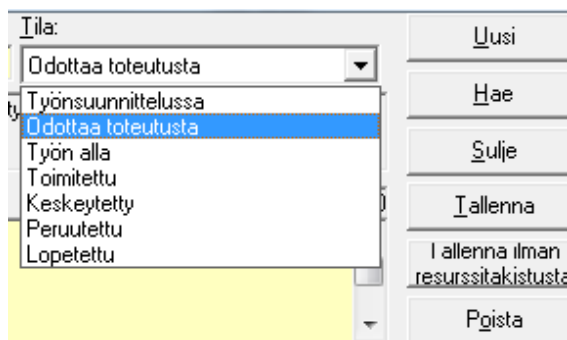 Tila:
Odottaa toteutusta
Työnsuunnittelussa
Odottaa toteutusta
Työn alla
Toimitettu
Keskeytetty
Peruutettu
Lopetettu
Uusi
Hae
Sulje
Tallenna
Tallenna ilman
resurssitakistusta
Poista